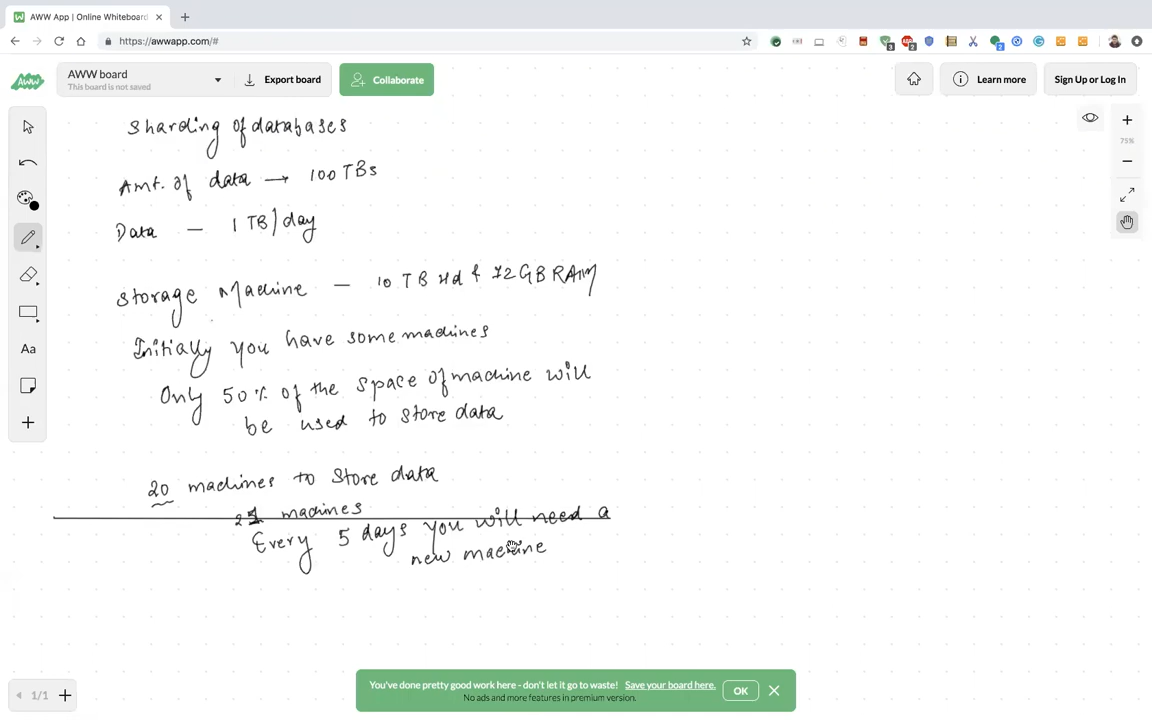 AWW App | Online Whiteboard
https://awwapp.com/#
AWW board
This board is not saved
Export board
Collaborate
Learn more
Sign Up or Log In
75%
Aa
Sharding of databases
Amt. of data → 100 TBs
Data - 1 TB/day
Storage Machine - 10 TB Hd & 72 GB RAM
Initially you have some machines
Only 50% of the space of machine will
be used to store data
20 machines to store data
machines
Every 5 days you will need a
new machine
1/1
You've done pretty good work here - don't let it go to waste! Save your board here.
No ads and more features in premium version.
OK